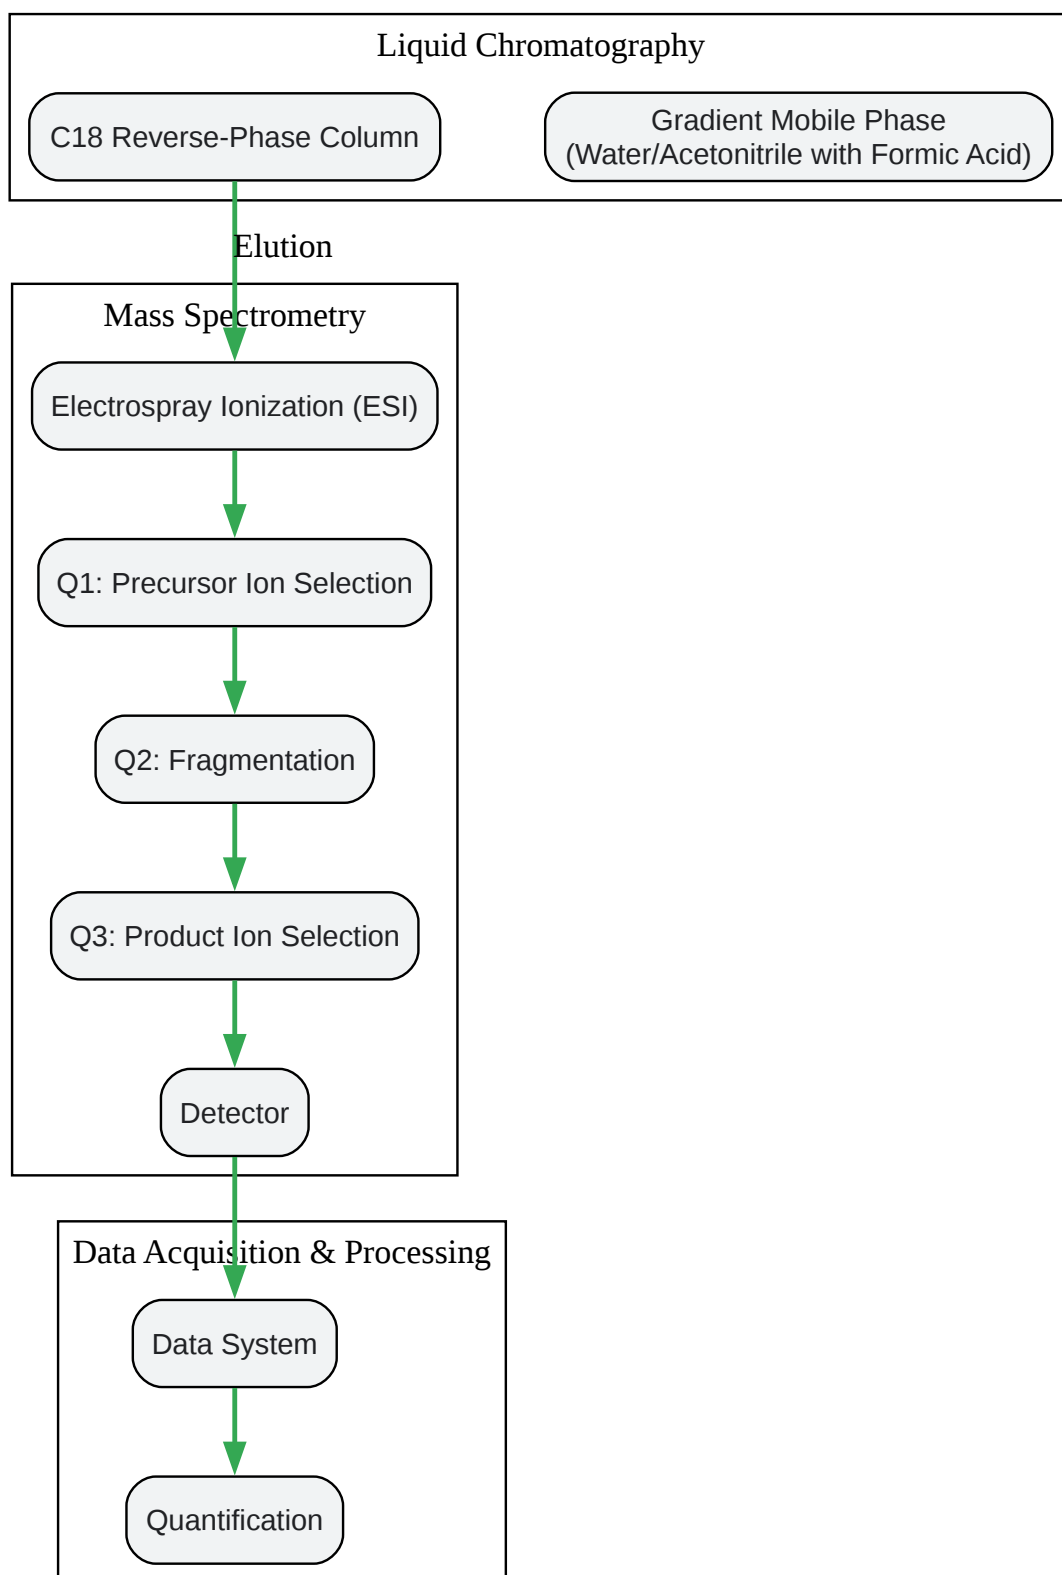 Liquid Chromatography
C18 Reverse-Phase Column
Gradient Mobile Phase
(Water/Acetonitrile with Formic Acid)
Elution
Mass Spectrometry
Electrospray Ionization (ESI)
Q1: Precursor Ion Selection
Q2: Fragmentation
Q3: Product Ion Selection
Detector
Data Acquisition & Processing
Data System
Quantification